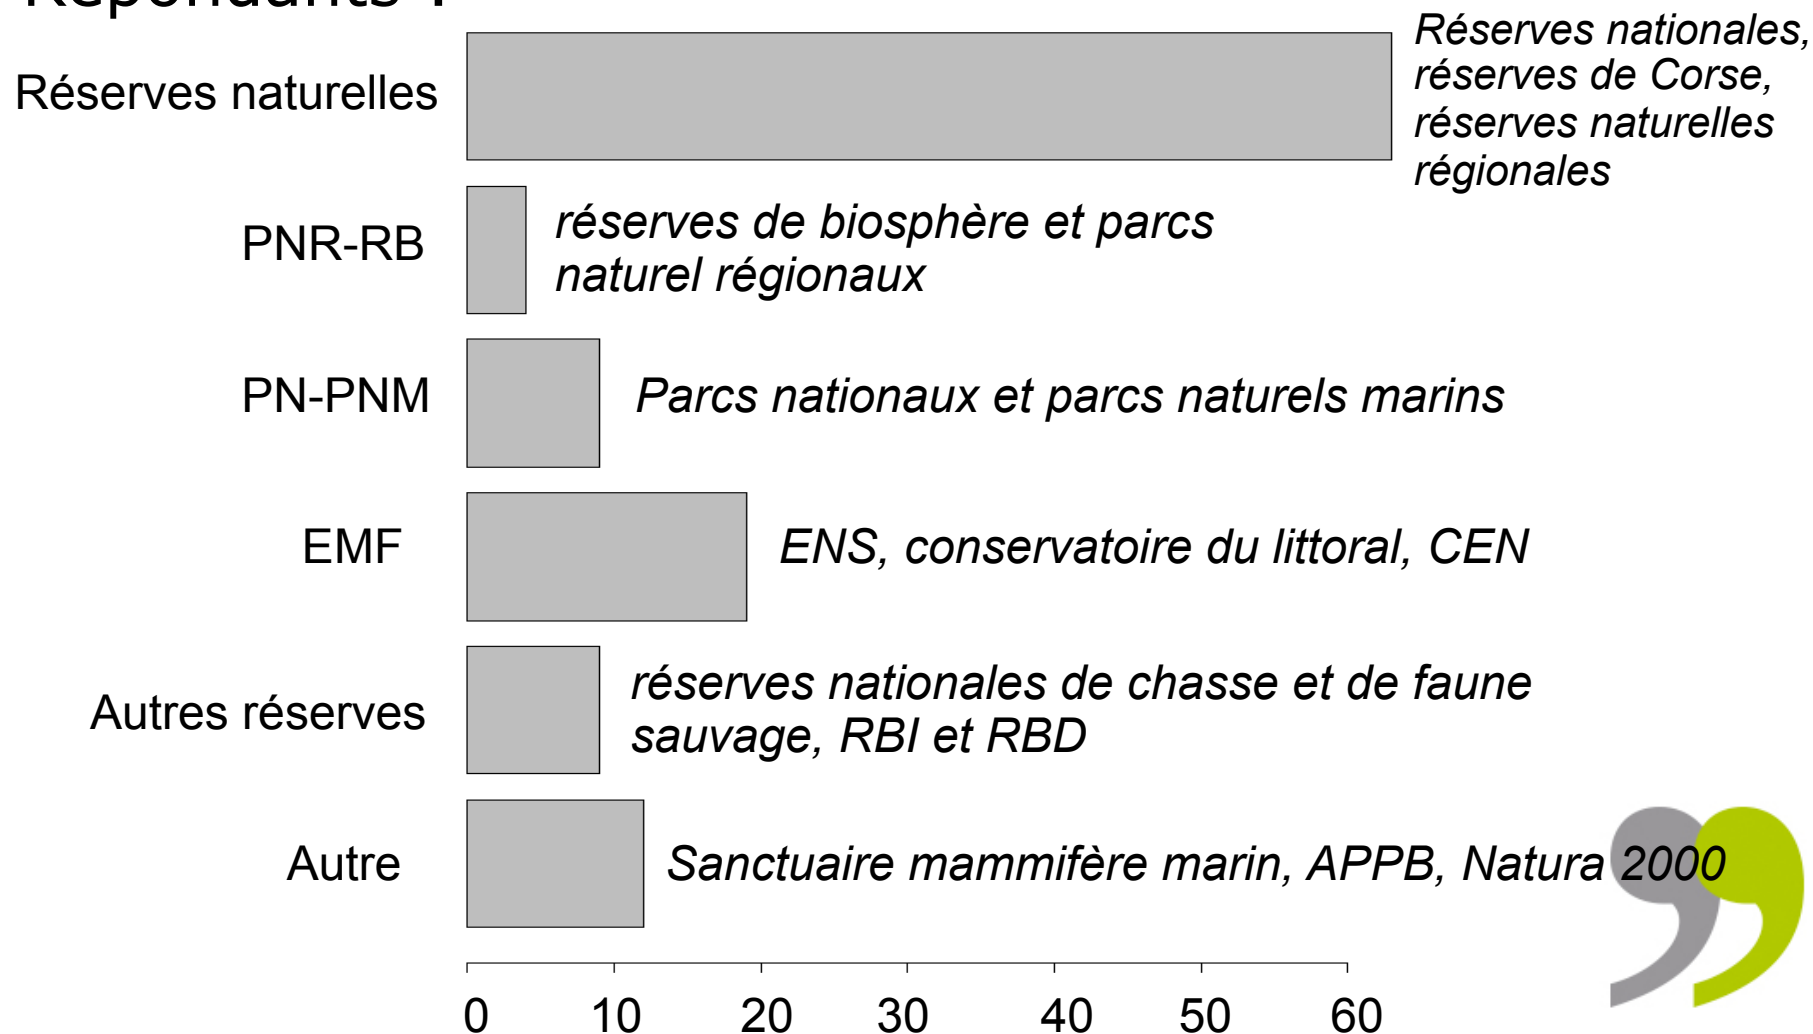 Répondants :
Réserves nationales,
réserves de Corse,
réserves naturelles
régionales
Réserves naturelles
PNR-RB
réserves de biosphère et parcs
naturel régionaux
PN-PNM
Parcs nationaux et parcs naturels marins
EMF
ENS, conservatoire du littoral, CEN
Autres réserves
réserves nationales de chasse et de faune
sauvage, RBI et RBD
Autre
Sanctuaire mammifère marin, APPB, Natura 2000
0 10 20 30 40 50 60